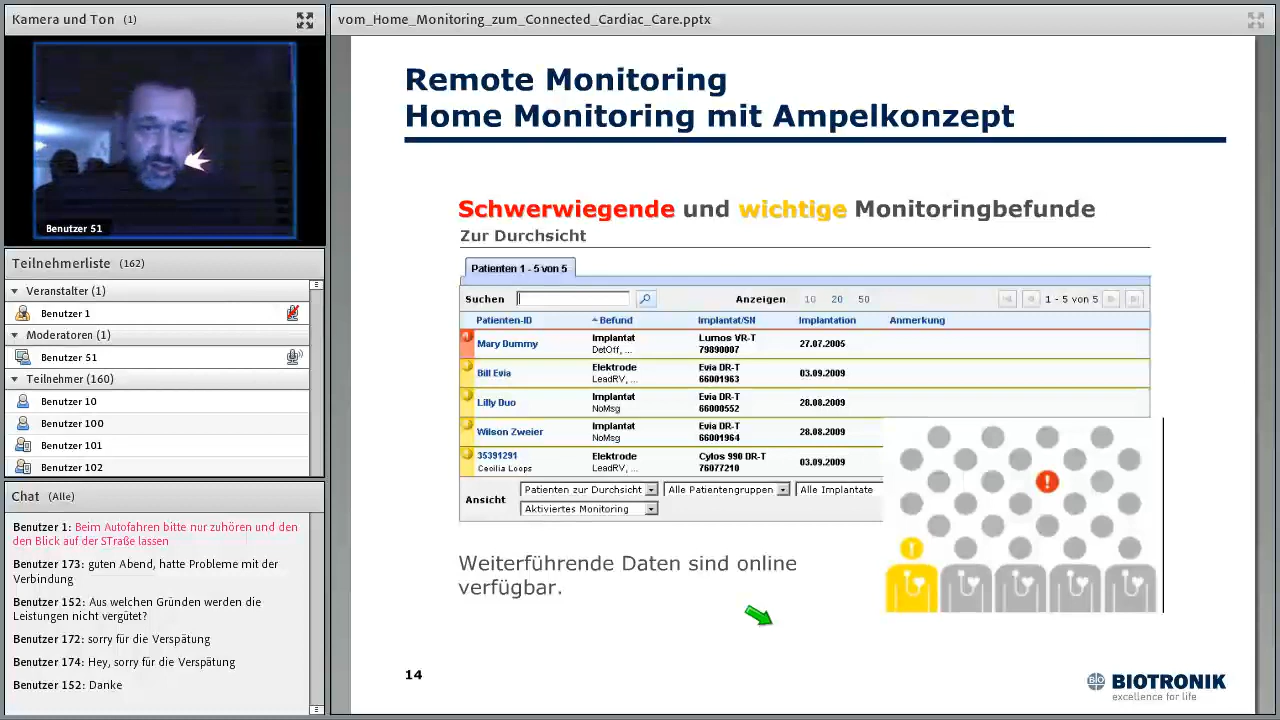 Kamera und Ton (1)
Benutzer 51
Teilnehmerliste (162)
Veranstalter (1)
Benutzer 1
Moderatoren (1)
Benutzer 51
Teilnehmer (160)
Benutzer 10
Benutzer 100
Benutzer 101
Benutzer 102
Chat (Alle)
Benutzer 1: Beim Autofahren bitte nur zuhören und den
den Blick auf der STraße lassen
Benutzer 173: guten Abend, hatte Probleme mit der
Verbindung
Benutzer 152: Aus welchen Gründen werden die
Leistungen nicht vergütet?
Benutzer 172: sorry für die Verspätung
Benutzer 174: Hey, sorry für die Verspätung
Benutzer 152: Danke
vom_Home_Monitoring_zum_Connected_Cardiac_Care.pptx
Remote Monitoring
Home Monitoring mit Ampelkonzept
Schwerwiegende und wichtige Monitoringbefunde
Zur Durchsicht
Patienten 1 - 5 von 5
Suchen Anzeigen 10 20 50 1 - 5 von 5
Patienten-ID Befund Implantat/SN Implantation Anmerkung
Mary Dummy Implantat Lumos VR-T 27.07.2005
DetOff, ... 79890007
Bill Evia Elektrode Evia DR-T 03.09.2009
LeadRV, ... 66001963
Lilly Duo Implantat Evia DR-T 28.08.2009
NoMsg 66000552
Wilson Zweier Implantat Evia DR-T 28.08.2009
NoMsg 66001964
35391291 Elektrode Cylos 990 DR-T 03.09.2009
Cecilia Loops LeadRV, ... 76077210
Ansicht Patienten zur Durchsicht Alle Patientengruppen Alle Implantate
Aktiviertes Monitoring
!
!
Weiterführende Daten sind online
verfügbar.
14
BIOTRONIK
excellence for life